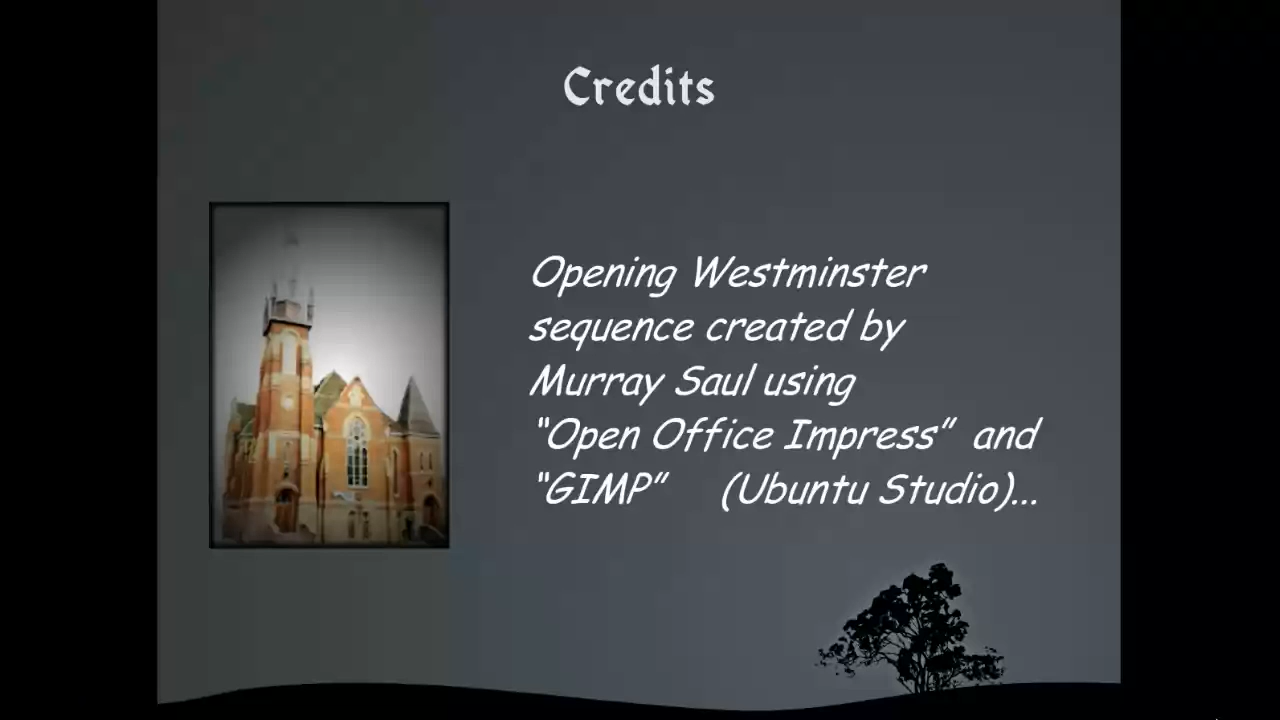 Credits
Opening Westminster
sequence created by
Murray Saul using
“Open Office Impress” and
“GIMP” (Ubuntu Studio)...